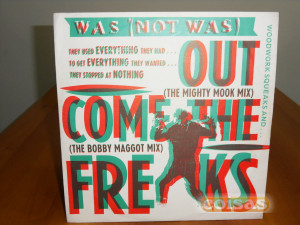 WAS (NOT WAS)
THEY USED EVERYTHING THEY HAD ...
TO GET EVERYTHING THEY WANTED ...
THEY STOPPED AT NOTHING
WOODWORK SQUEAKS AND...
OUT
(THE MIGHTY MOOK MIX)
COME THE
(THE BOBBY MAGGOT MIX)
FREAKS
coisas